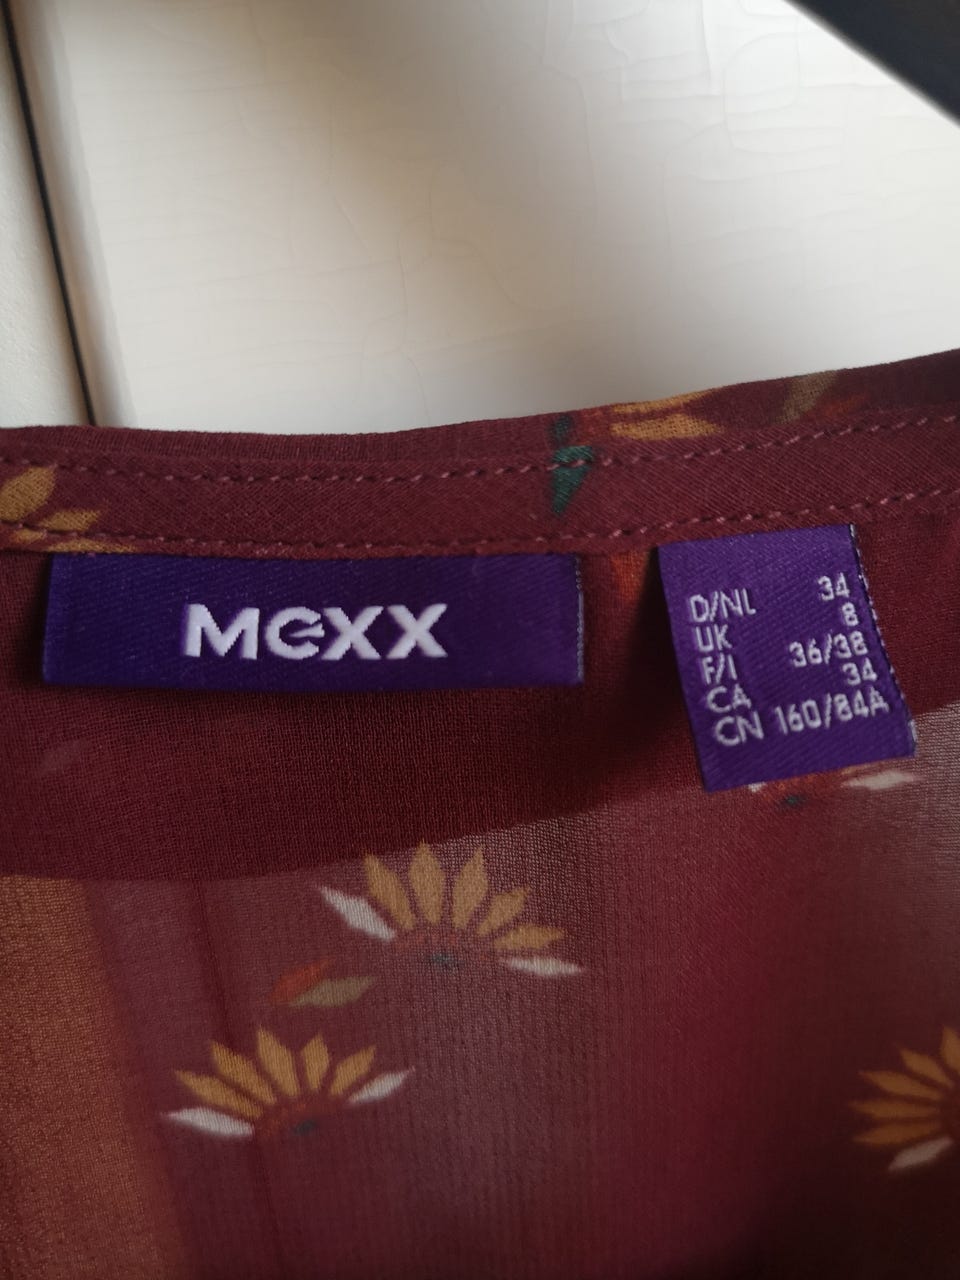 MEXX
D/NL 34
UK 8
F/I 36/38
CA 34
CN 160/84A